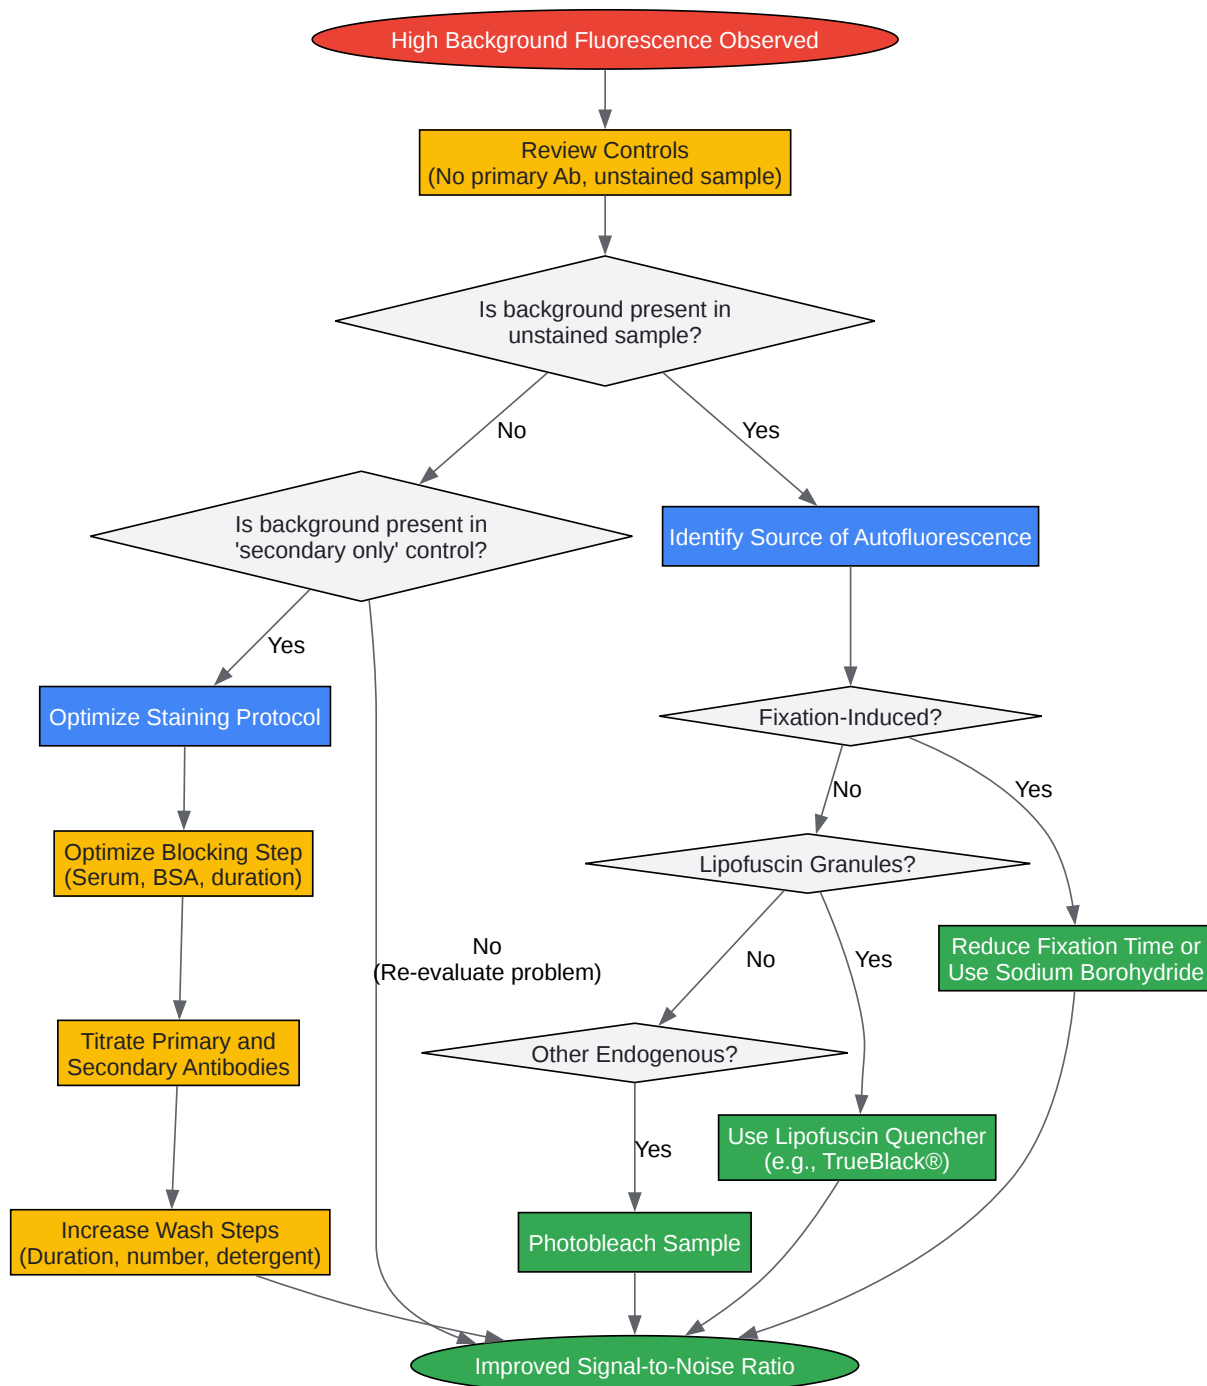 High Background Fluorescence Observed
Review Controls
(No primary Ab, unstained sample)
Is background present in
unstained sample?
No
Yes
Is background present in
'secondary only' control?
Identify Source of Autofluorescence
Yes
Optimize Staining Protocol
Fixation-Induced?
No
Yes
Optimize Blocking Step
(Serum, BSA, duration)
Lipofuscin Granules?
No
(Re-evaluate problem)
No
Yes
Reduce Fixation Time or
Use Sodium Borohydride
Titrate Primary and
Secondary Antibodies
Other Endogenous?
Yes
Use Lipofuscin Quencher
(e.g., TrueBlack®)
Increase Wash Steps
(Duration, number, detergent)
Photobleach Sample
Improved Signal-to-Noise Ratio